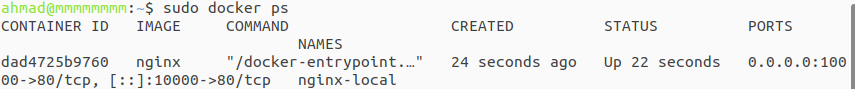 ahmad@mmmmmmmm:~$ sudo docker ps
CONTAINER ID   IMAGE     COMMAND                  CREATED          STATUS          PORTS
                                     NAMES
dad4725b9760   nginx     "/docker-entrypoint.…"   24 seconds ago   Up 22 seconds   0.0.0.0:100
00->80/tcp, [::]:10000->80/tcp   nginx-local